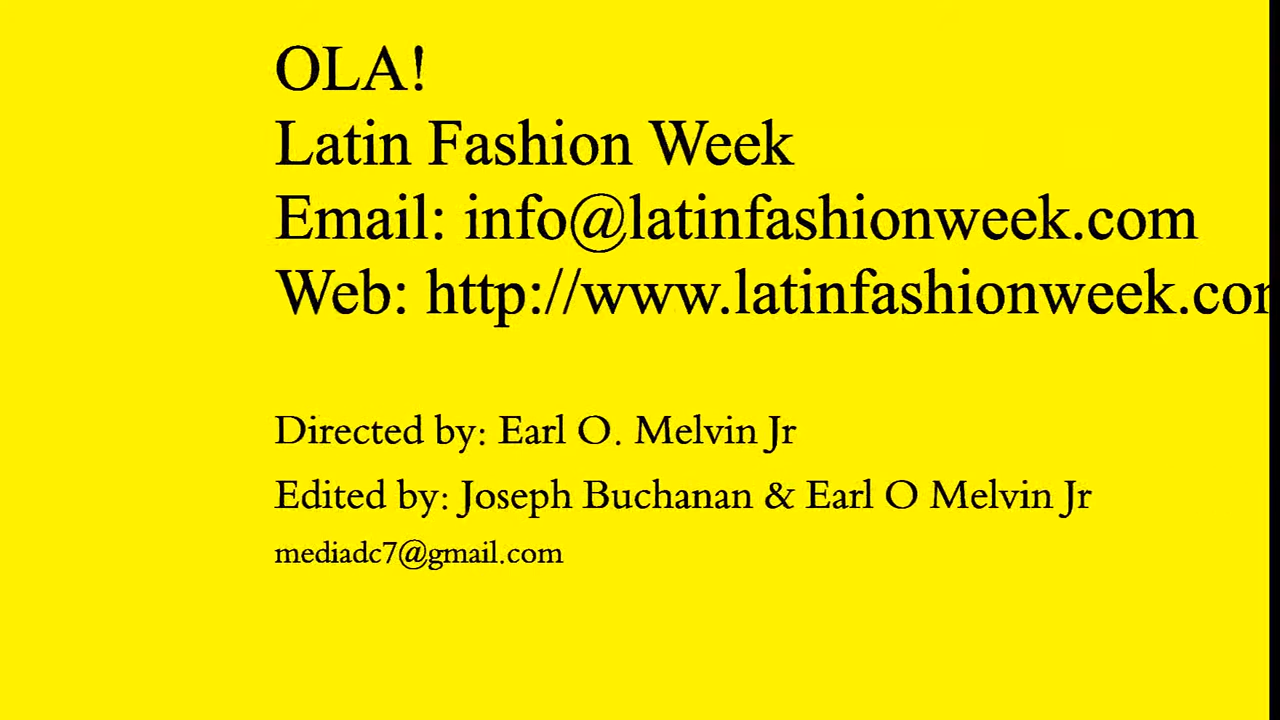 OLA!
Latin Fashion Week
Email: info@latinfashionweek.com
Web: http://www.latinfashionweek.com
Directed by: Earl O. Melvin Jr
Edited by: Joseph Buchanan & Earl O Melvin Jr
mediadc7@gmail.com